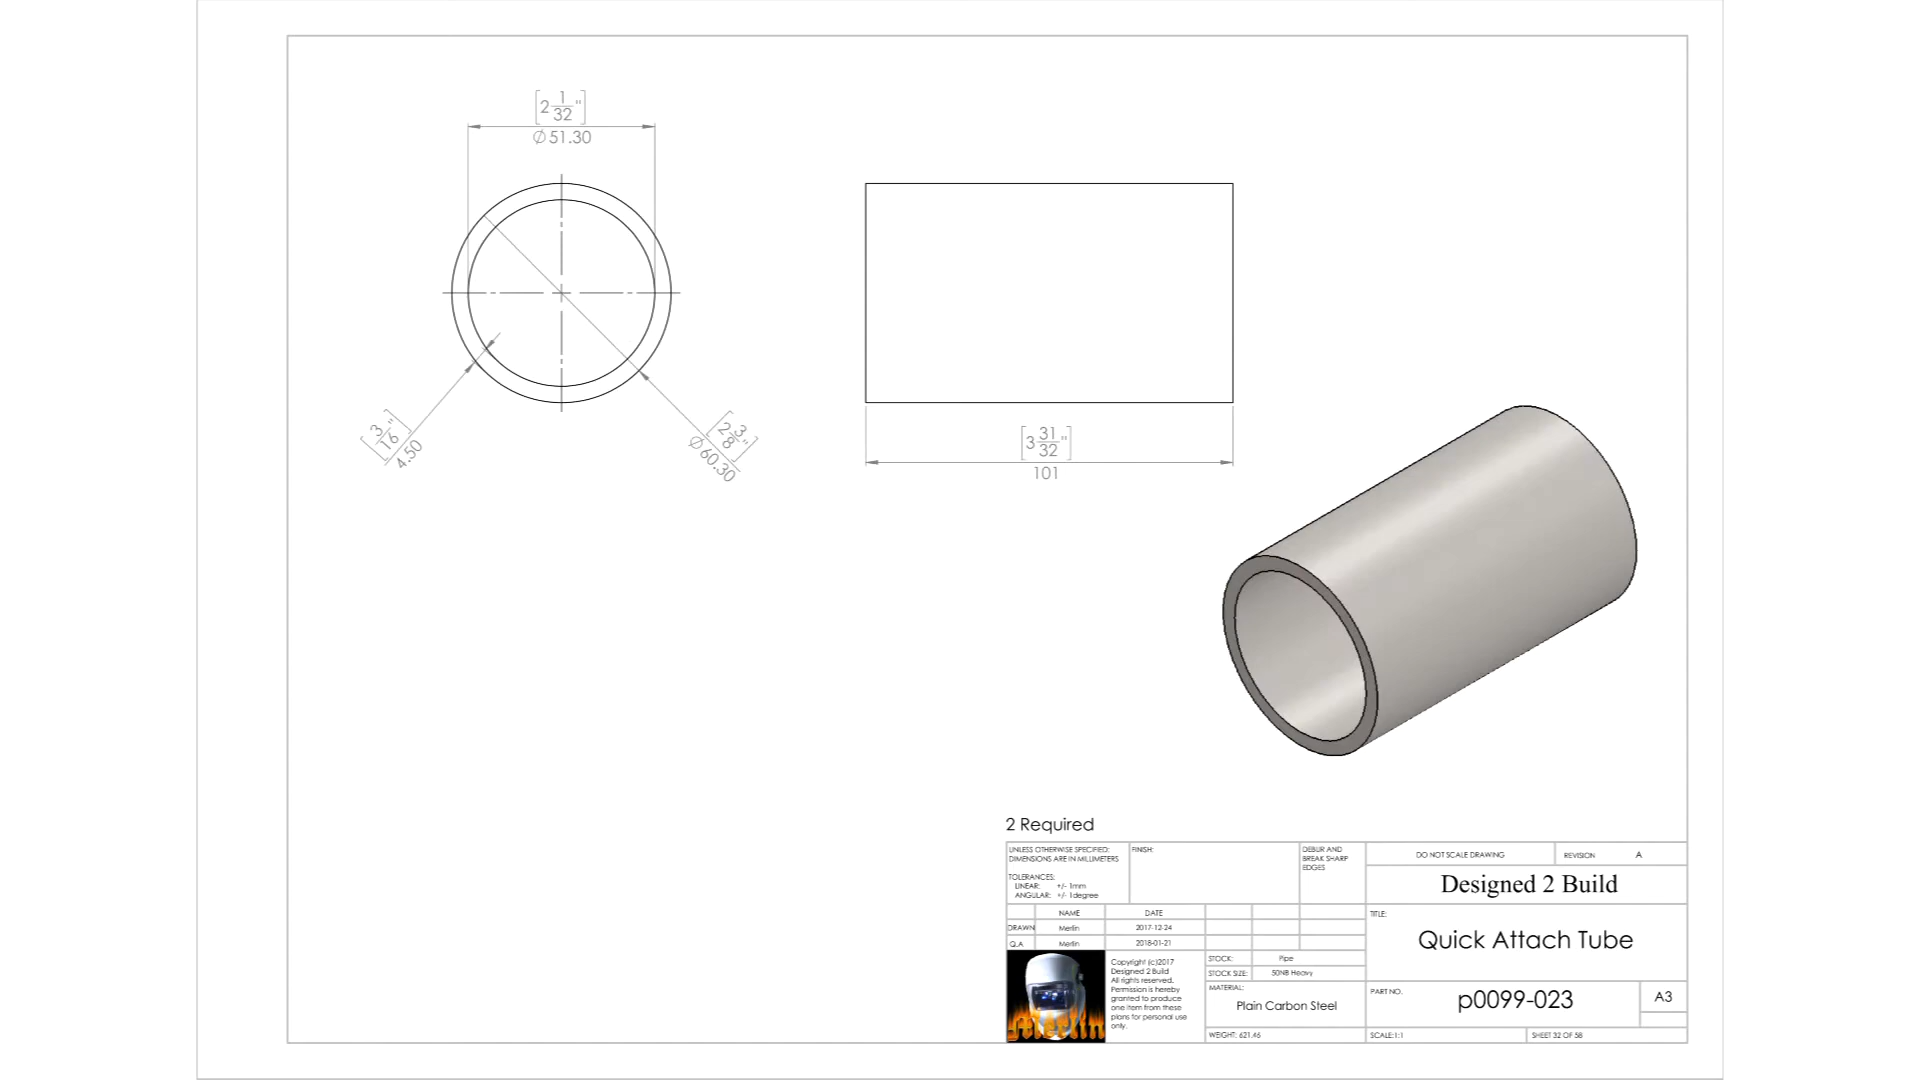 [2 1/32"]
Ø51.30
[3/16"]
4.50
[2 3/8"]
Ø60.30
[3 31/32"]
101
2 Required
UNLESS OTHERWISE SPECIFIED:
DIMENSIONS ARE IN MILLIMETERS
TOLERANCES:
LINEAR: +/- 1mm
ANGULAR: +/- 1degree
FINISH:
DEBUR AND
BREAK SHARP
EDGES
DO NOT SCALE DRAWING
REVISION A
Designed 2 Build
NAME DATE
DRAWN Merlin 2017-12-24
Q.A Merlin 2018-01-21
TITLE:
Quick Attach Tube
Merlin
Copyright (c)2017
Designed 2 Build
All rights reserved.
Permission is hereby
granted to produce
one item from these
plans for personal use
only.
STOCK: Pipe
STOCK SIZE: 50NB Heavy
MATERIAL:
Plain Carbon Steel
WEIGHT: 621.46
PART NO. p0099-023
A3
SCALE:1:1
SHEET 32 OF 58